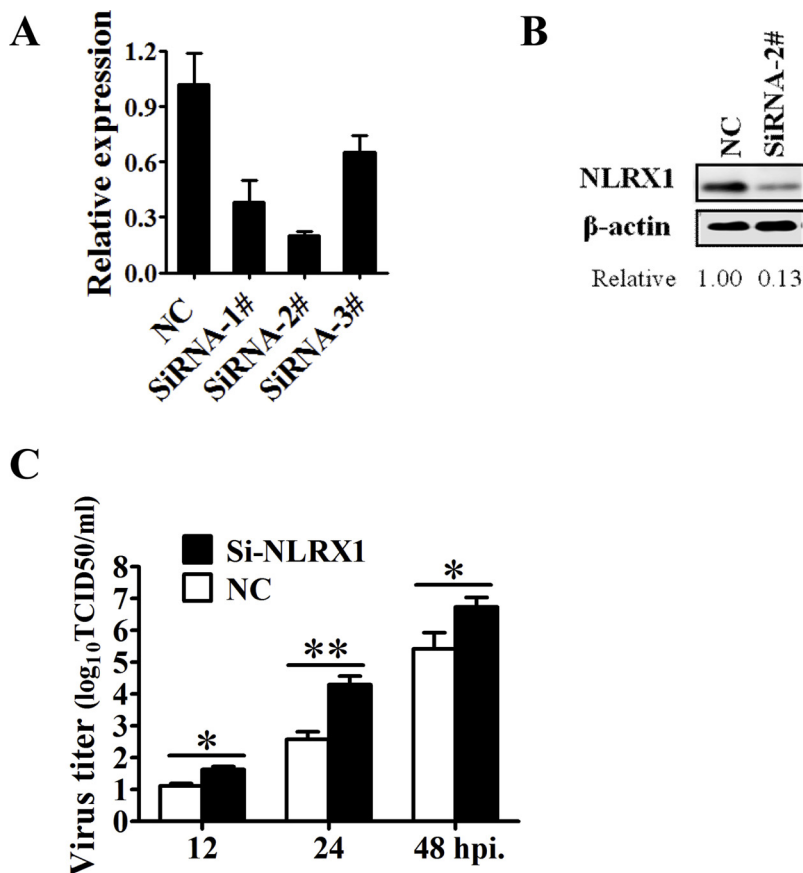 A
Relative expression
1.2
0.9
0.6
0.3
0.0
NC
SiRNA-1#
SiRNA-2#
SiRNA-3#
B
NC
SiRNA-2#
NLRX1
β-actin
Relative 1.00 0.13
C
Virus titer (log₁₀TCID50/ml)
Si-NLRX1
NC
8
7
6
5
4
3
2
1
0
*
**
*
12 24 48 hpi.